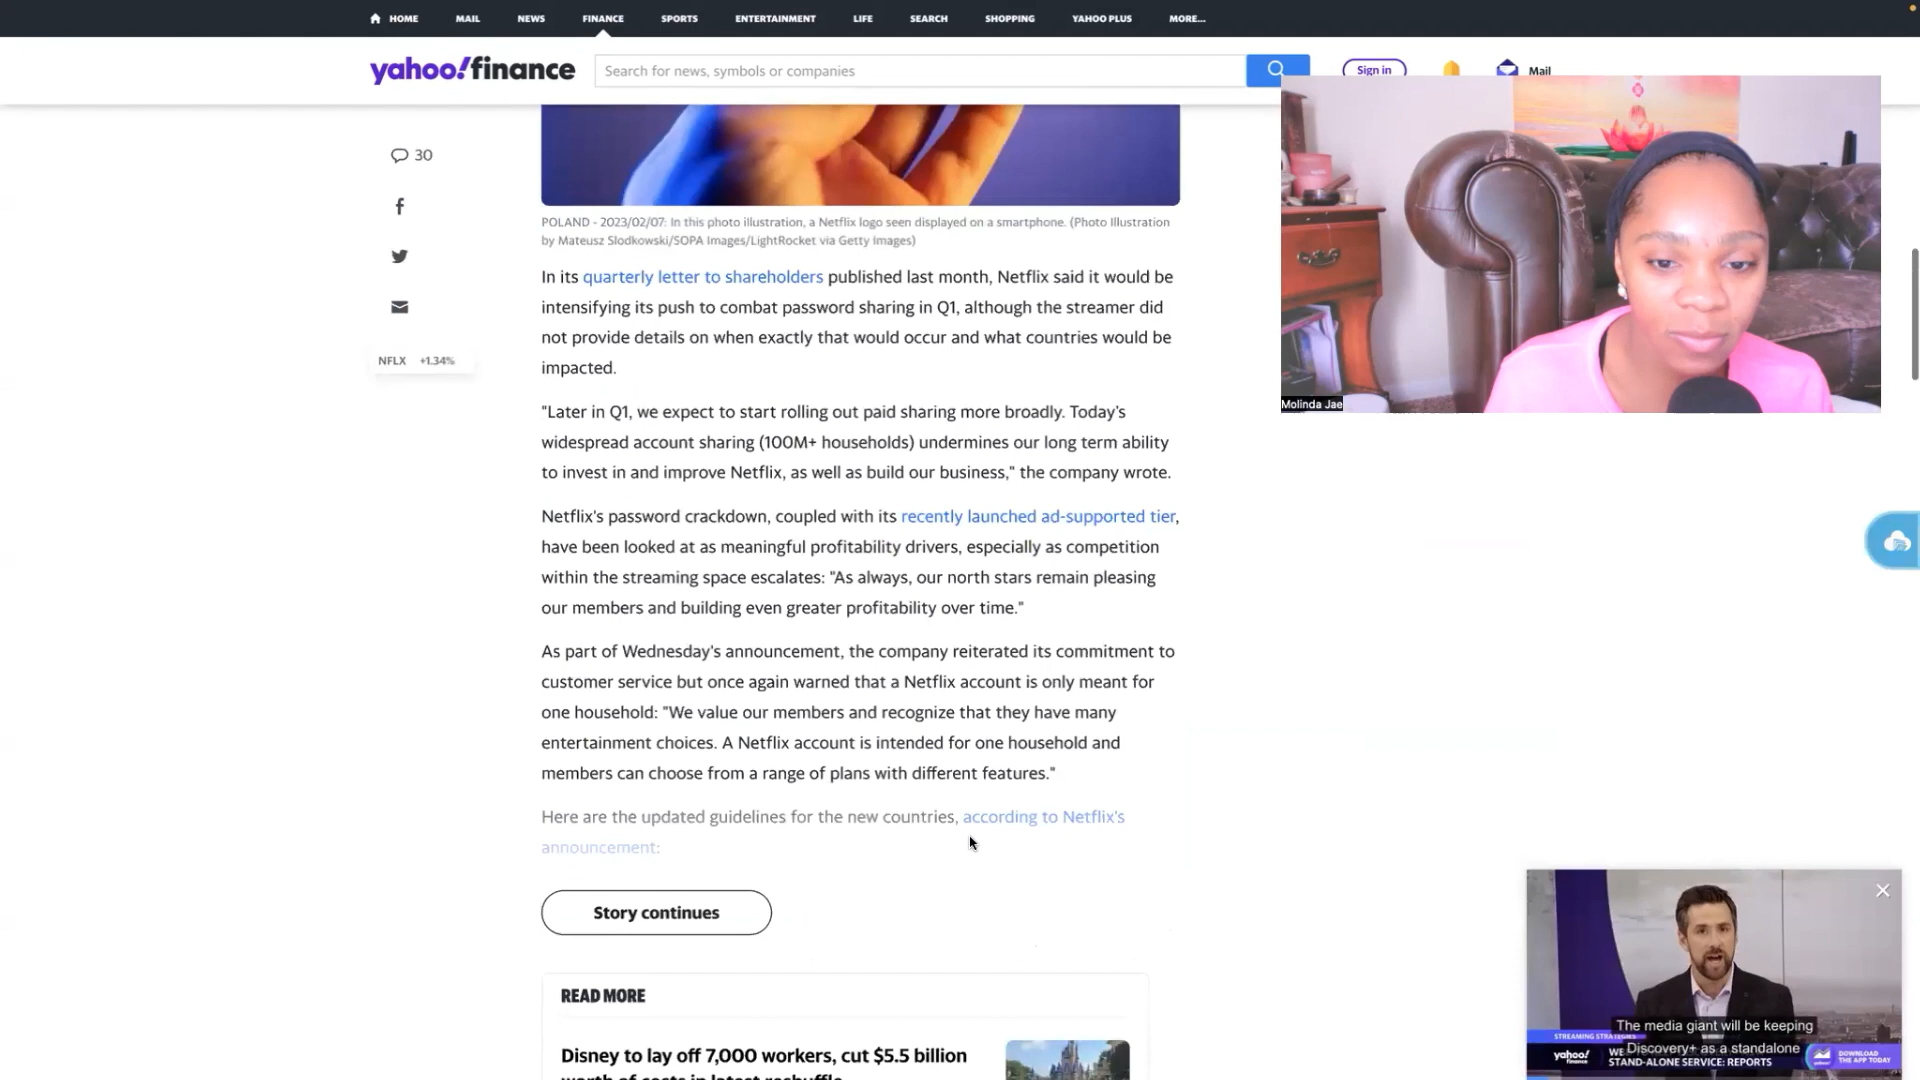 HOME MAIL NEWS FINANCE SPORTS ENTERTAINMENT LIFE SEARCH SHOPPING YAHOO PLUS MORE...
yahoo!finance
Search for news, symbols or companies
Sign in
Mail
30
NFLX +1.34%
POLAND - 2023/02/07: In this photo illustration, a Netflix logo seen displayed on a smartphone. (Photo Illustration
by Mateusz Slodkowski/SOPA Images/LightRocket via Getty Images)
In its quarterly letter to shareholders published last month, Netflix said it would be
intensifying its push to combat password sharing in Q1, although the streamer did
not provide details on when exactly that would occur and what countries would be
impacted.
"Later in Q1, we expect to start rolling out paid sharing more broadly. Today's
widespread account sharing (100M+ households) undermines our long term ability
to invest in and improve Netflix, as well as build our business," the company wrote.
Netflix's password crackdown, coupled with its recently launched ad-supported tier,
have been looked at as meaningful profitability drivers, especially as competition
within the streaming space escalates: "As always, our north stars remain pleasing
our members and building even greater profitability over time."
As part of Wednesday's announcement, the company reiterated its commitment to
customer service but once again warned that a Netflix account is only meant for
one household: "We value our members and recognize that they have many
entertainment choices. A Netflix account is intended for one household and
members can choose from a range of plans with different features."
Here are the updated guidelines for the new countries, according to Netflix's
announcement:
Story continues
READ MORE
Disney to lay off 7,000 workers, cut $5.5 billion
worth of costs in latest reshuffle
Molinda Jae
The media giant will be keeping
Discovery+ as a standalone
STREAMING
yahoo!
finance
STAND-ALONE SERVICE: REPORTS
DOWNLOAD
THE APP TODAY